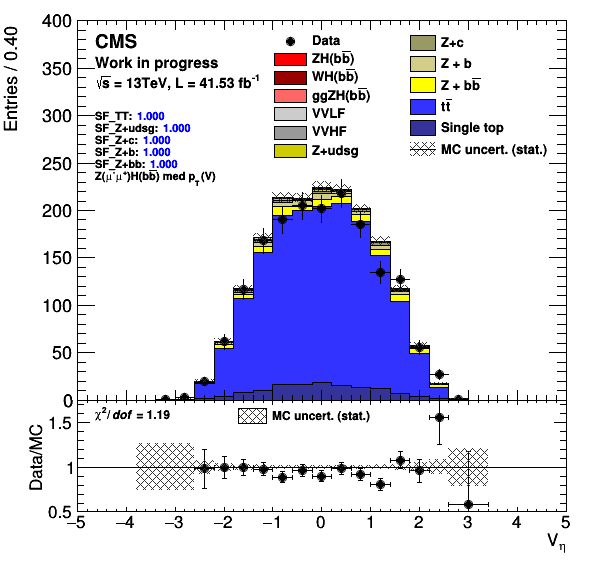 CMS
Work in progress
√s = 13TeV, L = 41.53 fb⁻¹
SF_TT: 1.000
SF_Z+udsg: 1.000
SF_Z+c: 1.000
SF_Z+b: 1.000
SF_Z+bb: 1.000
Z(μ⁻μ⁺)H(bb̅) med p_T(V)
Data
ZH(bb̅)
WH(bb̅)
ggZH(bb̅)
VVLF
VVHF
Z+udsg
Z+c
Z + b
Z + bb̅
tt̅
Single top
MC uncert. (stat.)
Entries / 0.40
400
350
300
250
200
150
100
50
0
χ²/dof = 1.19
MC uncert. (stat.)
Data/MC
1.5
1
0.5
−5 −4 −3 −2 −1 0 1 2 3 4 5
V_η